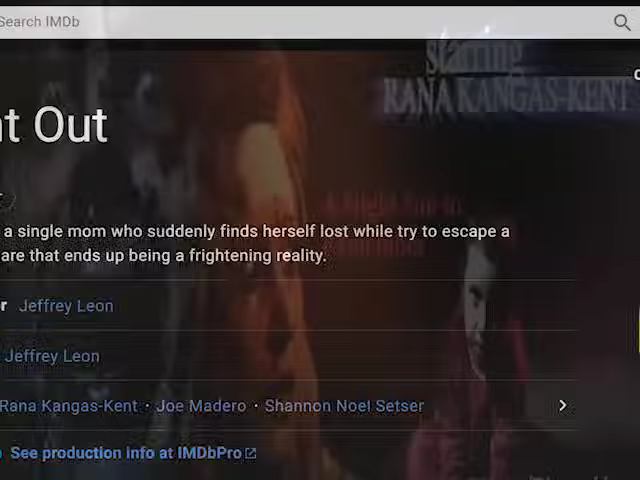 Search IMDb
starring
RANA KANGAS-KENT
t Out
a single mom who suddenly finds herself lost while try to escape a
are that ends up being a frightening reality.
r Jeffrey Leon
Jeffrey Leon
Rana Kangas-Kent · Joe Madero · Shannon Noel Setser
See production info at IMDbPro